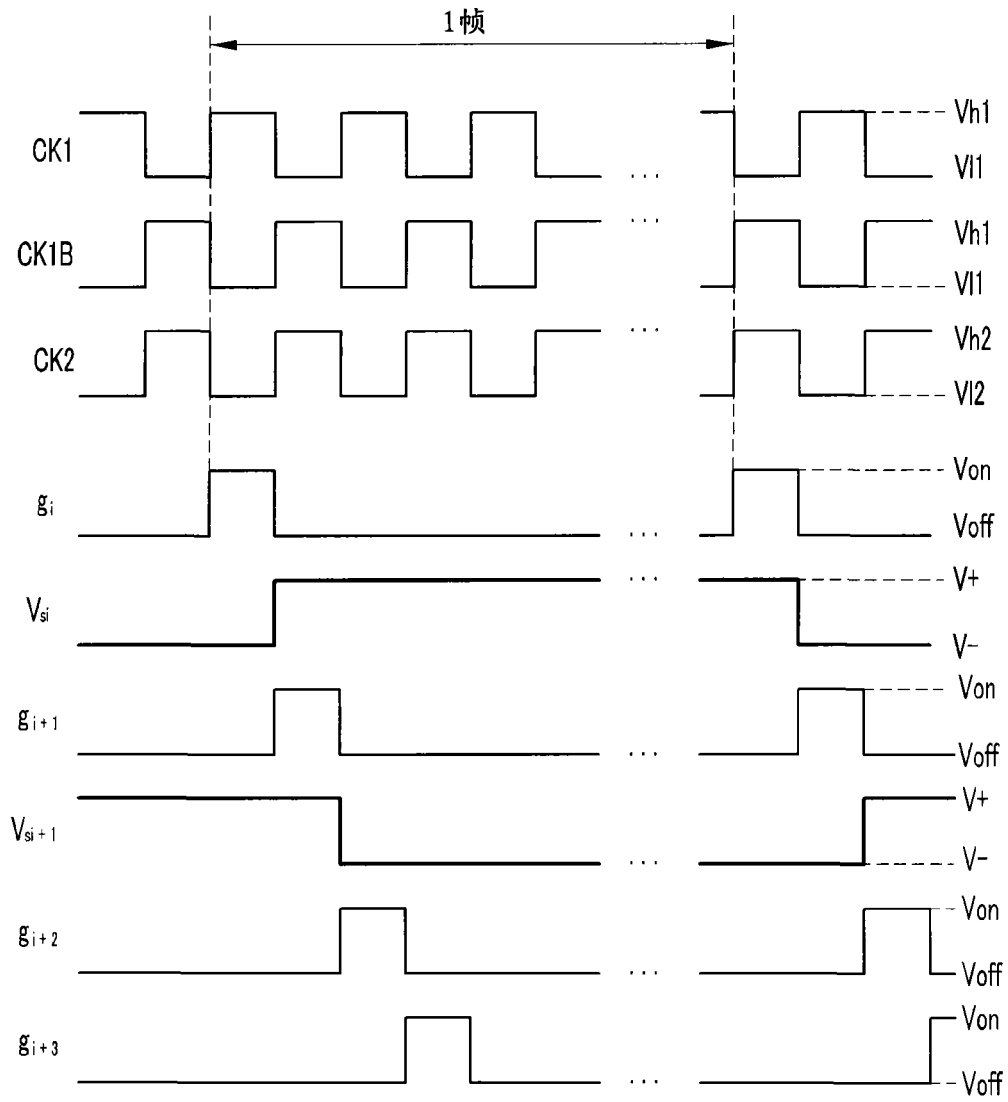 1帧
CK1
Vh1
Vl1
CK1B
Vh1
Vl1
CK2
Vh2
Vl2
gi
Von
Voff
Vsi
V+
V-
gi+1
Von
Voff
Vsi+1
V+
V-
gi+2
Von
Voff
gi+3
Von
Voff